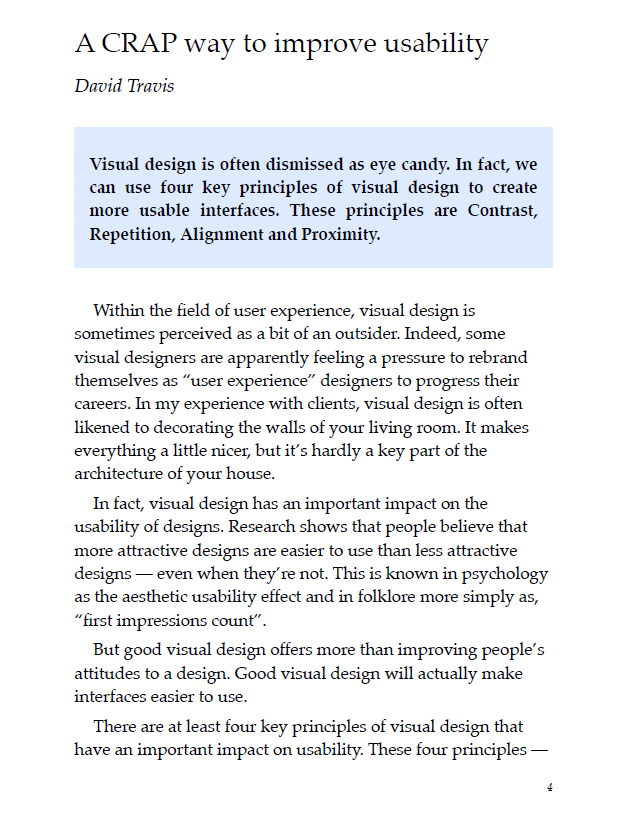 A CRAP way to improve usability
David Travis
Visual design is often dismissed as eye candy. In fact, we
can use four key principles of visual design to create
more usable interfaces. These principles are Contrast,
Repetition, Alignment and Proximity.
Within the field of user experience, visual design is
sometimes perceived as a bit of an outsider. Indeed, some
visual designers are apparently feeling a pressure to rebrand
themselves as “user experience” designers to progress their
careers. In my experience with clients, visual design is often
likened to decorating the walls of your living room. It makes
everything a little nicer, but it’s hardly a key part of the
architecture of your house.
In fact, visual design has an important impact on the
usability of designs. Research shows that people believe that
more attractive designs are easier to use than less attractive
designs — even when they’re not. This is known in psychology
as the aesthetic usability effect and in folklore more simply as,
“first impressions count”.
But good visual design offers more than improving people’s
attitudes to a design. Good visual design will actually make
interfaces easier to use.
There are at least four key principles of visual design that
have an important impact on usability. These four principles —
4